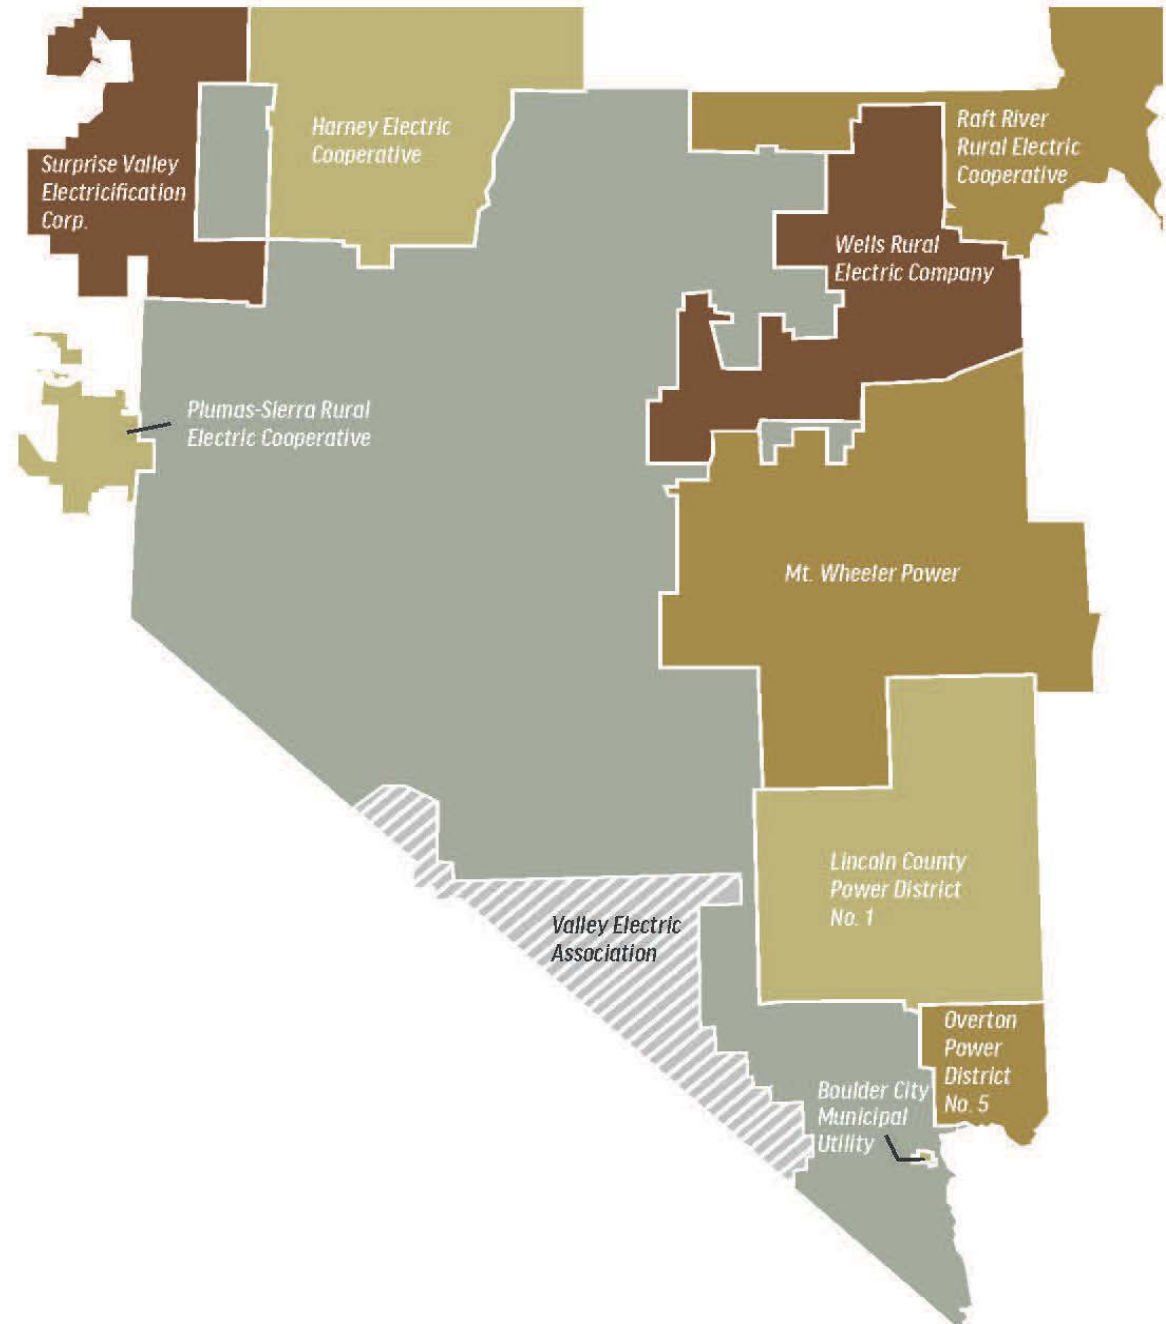 Harney Electric
Cooperative
Raft River
Rural Electric
Cooperative
Surprise Valley
Electricification
Corp.
Wells Rural
Electric Company
Plumas-Sierra Rural
Electric Cooperative
Mt. Wheeler Power
Lincoln County
Power District
No. 1
Valley Electric
Association
Overton
Power
District
No. 5
Boulder City
Municipal
Utility